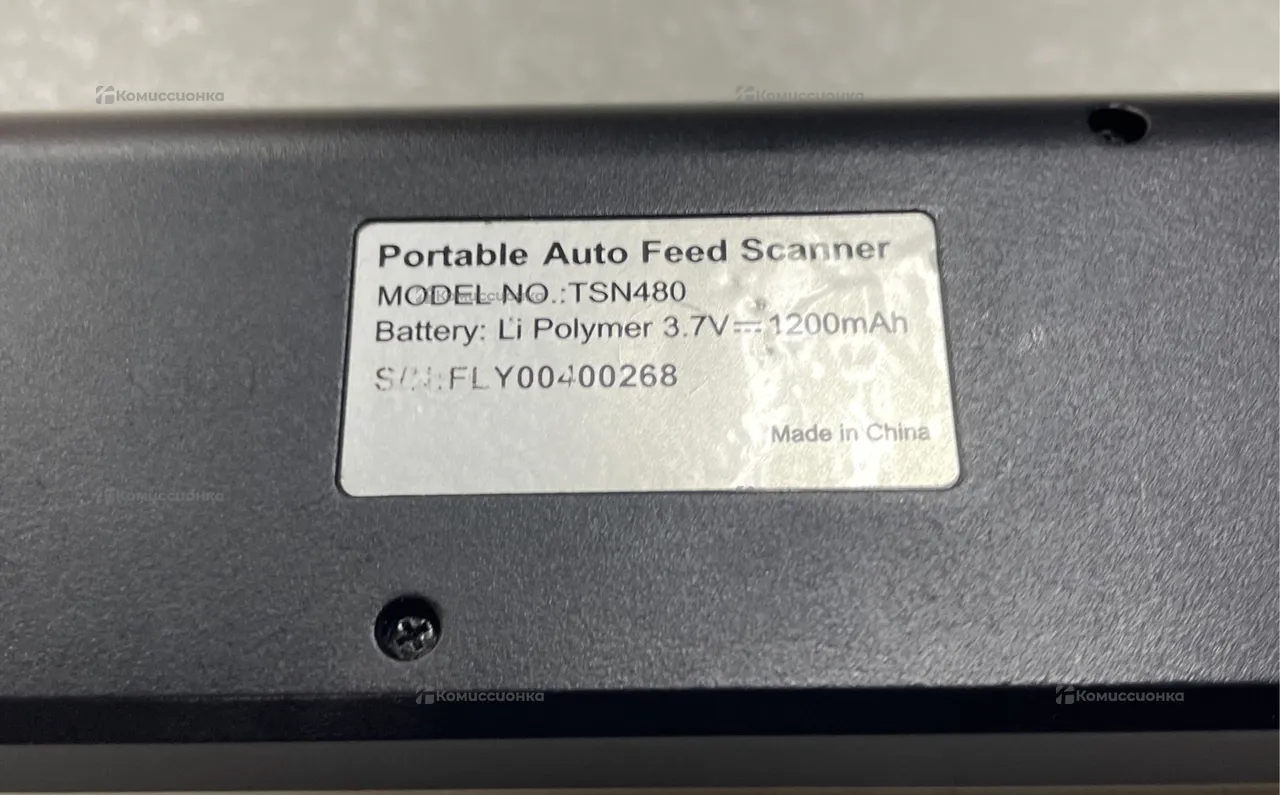 Комиссионка
Комиссионка
Portable Auto Feed Scanner
MODEL NO.:TSN480
Комиссионка
Battery: Li Polymer 3.7V⎓1200mAh
S/N:FLY00400268
Made in China
Комиссионка
Комиссионка
Комиссионка